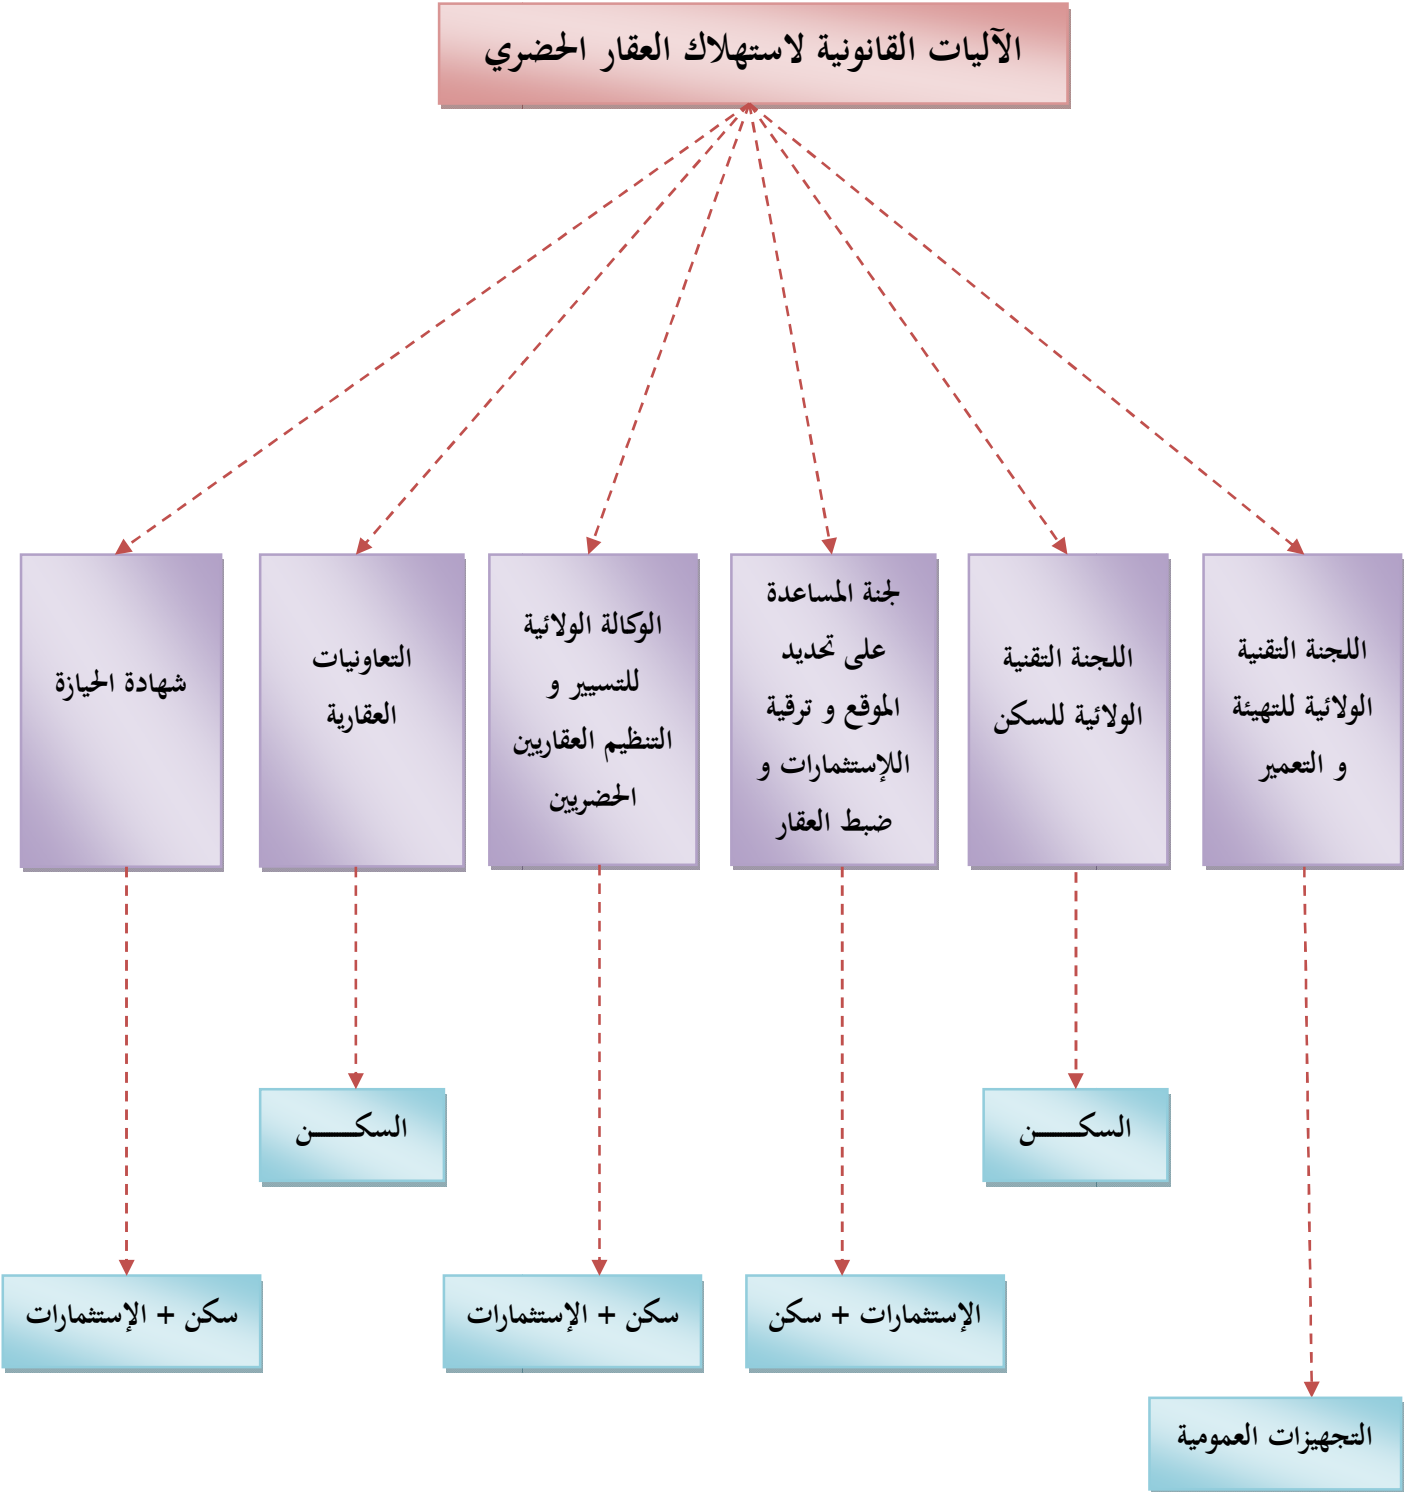 الآليات القانونية لاستهلاك العقار الحضري
اللجنة التقنية
الولائية للتهيئة
و التعمير
اللجنة التقنية
الولائية للسكن
لجنة المساعدة
على تحديد
الموقع و ترقية
اللإستثمارات و
ضبط العقار
الوكالة الولائية
للتسيير و
التنظيم العقاريين
الحضريين
التعاونيات
العقارية
شهادة الحيازة
السكــــــن
السكــــــن
الإستثمارات + سكن
سكن + الإستثمارات
سكن + الإستثمارات
التجهيزات العمومية